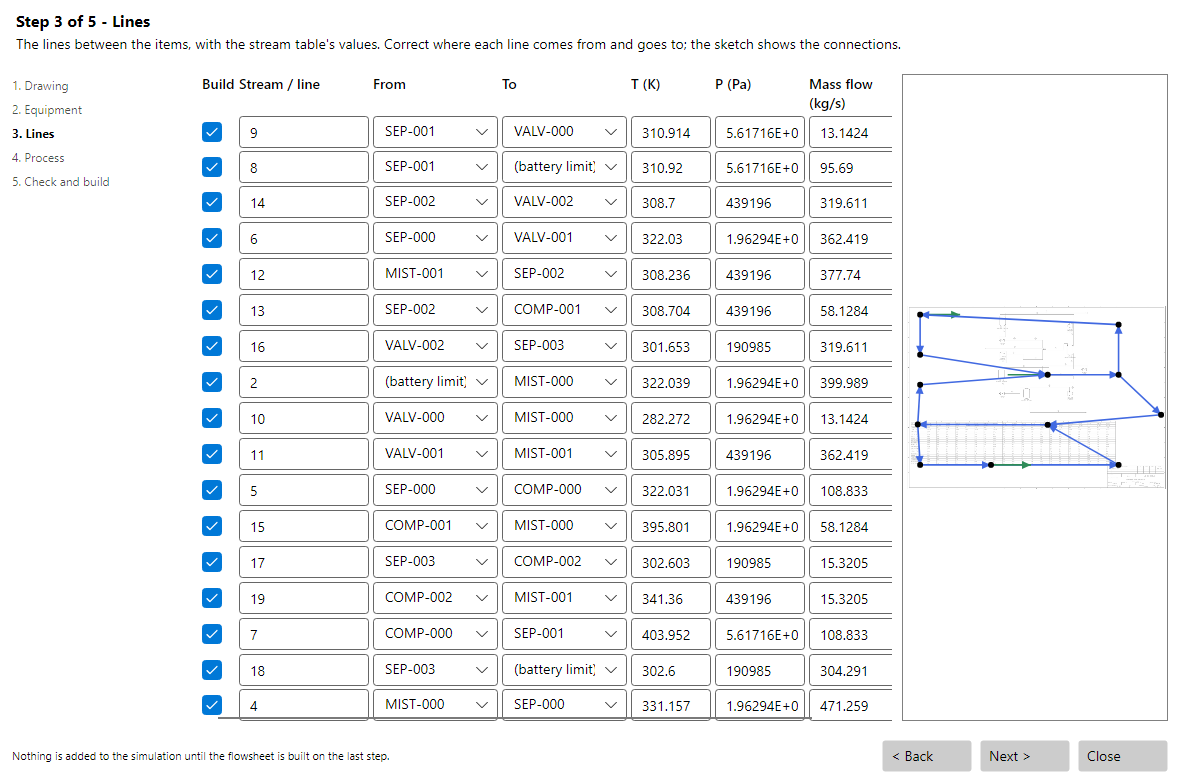 Step 3 of 5 - Lines
The lines between the items, with the stream table's values. Correct where each line comes from and goes to; the sketch shows the connections.
1. Drawing
2. Equipment
3. Lines
4. Process
5. Check and build
Build Stream / line From To T (K) P (Pa) Mass flow (kg/s)
9 SEP-001 VALV-000 310.914 5.61716E+0 13.1424
8 SEP-001 (battery limit) 310.92 5.61716E+0 95.69
14 SEP-002 VALV-002 308.7 439196 319.611
6 SEP-000 VALV-001 322.03 1.96294E+0 362.419
12 MIST-001 SEP-002 308.236 439196 377.74
13 SEP-002 COMP-001 308.704 439196 58.1284
16 VALV-002 SEP-003 301.653 190985 319.611
2 (battery limit) MIST-000 322.039 1.96294E+0 399.989
10 VALV-000 MIST-000 282.272 1.96294E+0 13.1424
11 VALV-001 MIST-001 305.895 439196 362.419
5 SEP-000 COMP-000 322.031 1.96294E+0 108.833
15 COMP-001 MIST-000 395.801 1.96294E+0 58.1284
17 SEP-003 COMP-002 302.603 190985 15.3205
19 COMP-002 MIST-001 341.36 439196 15.3205
7 COMP-000 SEP-001 403.952 5.61716E+0 108.833
18 SEP-003 (battery limit) 302.6 190985 304.291
4 MIST-000 SEP-000 331.157 1.96294E+0 471.259
Nothing is added to the simulation until the flowsheet is built on the last step.
< Back Next > Close